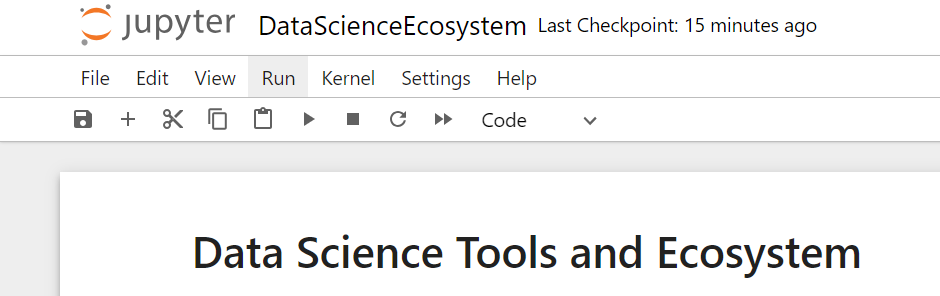 jupyter DataScienceEcosystem Last Checkpoint: 15 minutes ago
File Edit View Run Kernel Settings Help
Code
Data Science Tools and Ecosystem